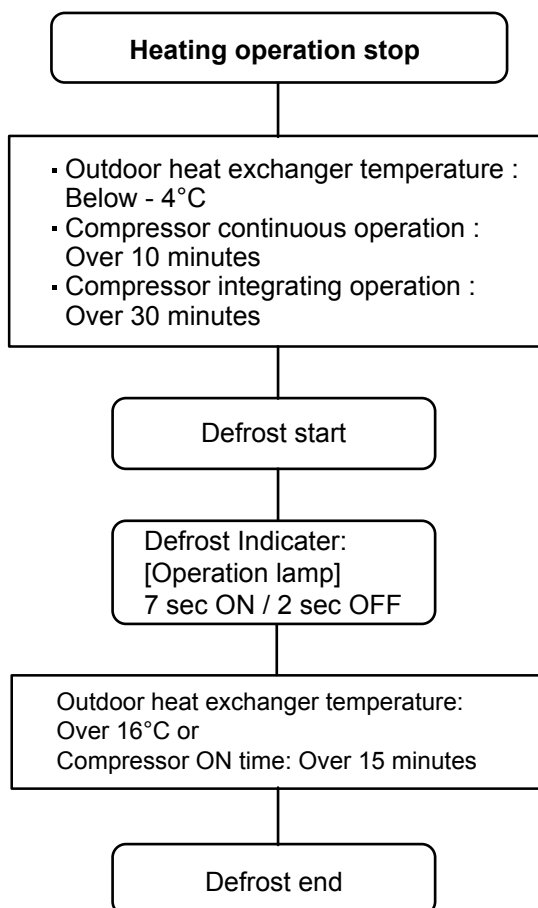 Heating operation stop
▪ Outdoor heat exchanger temperature :
Below - 4°C
▪ Compressor continuous operation :
Over 10 minutes
▪ Compressor integrating operation :
Over 30 minutes
Defrost start
Defrost Indicater:
[Operation lamp]
7 sec ON / 2 sec OFF
Outdoor heat exchanger temperature:
Over 16°C or
Compressor ON time: Over 15 minutes
Defrost end